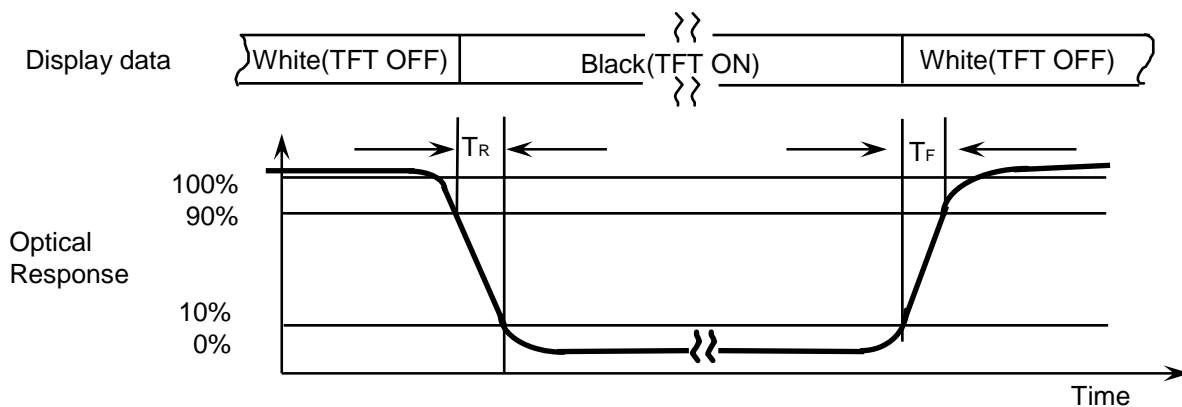 Display data
White(TFT OFF)
Black(TFT ON)
White(TFT OFF)
TR
TF
100%
90%
Optical
Response
10%
0%
Time